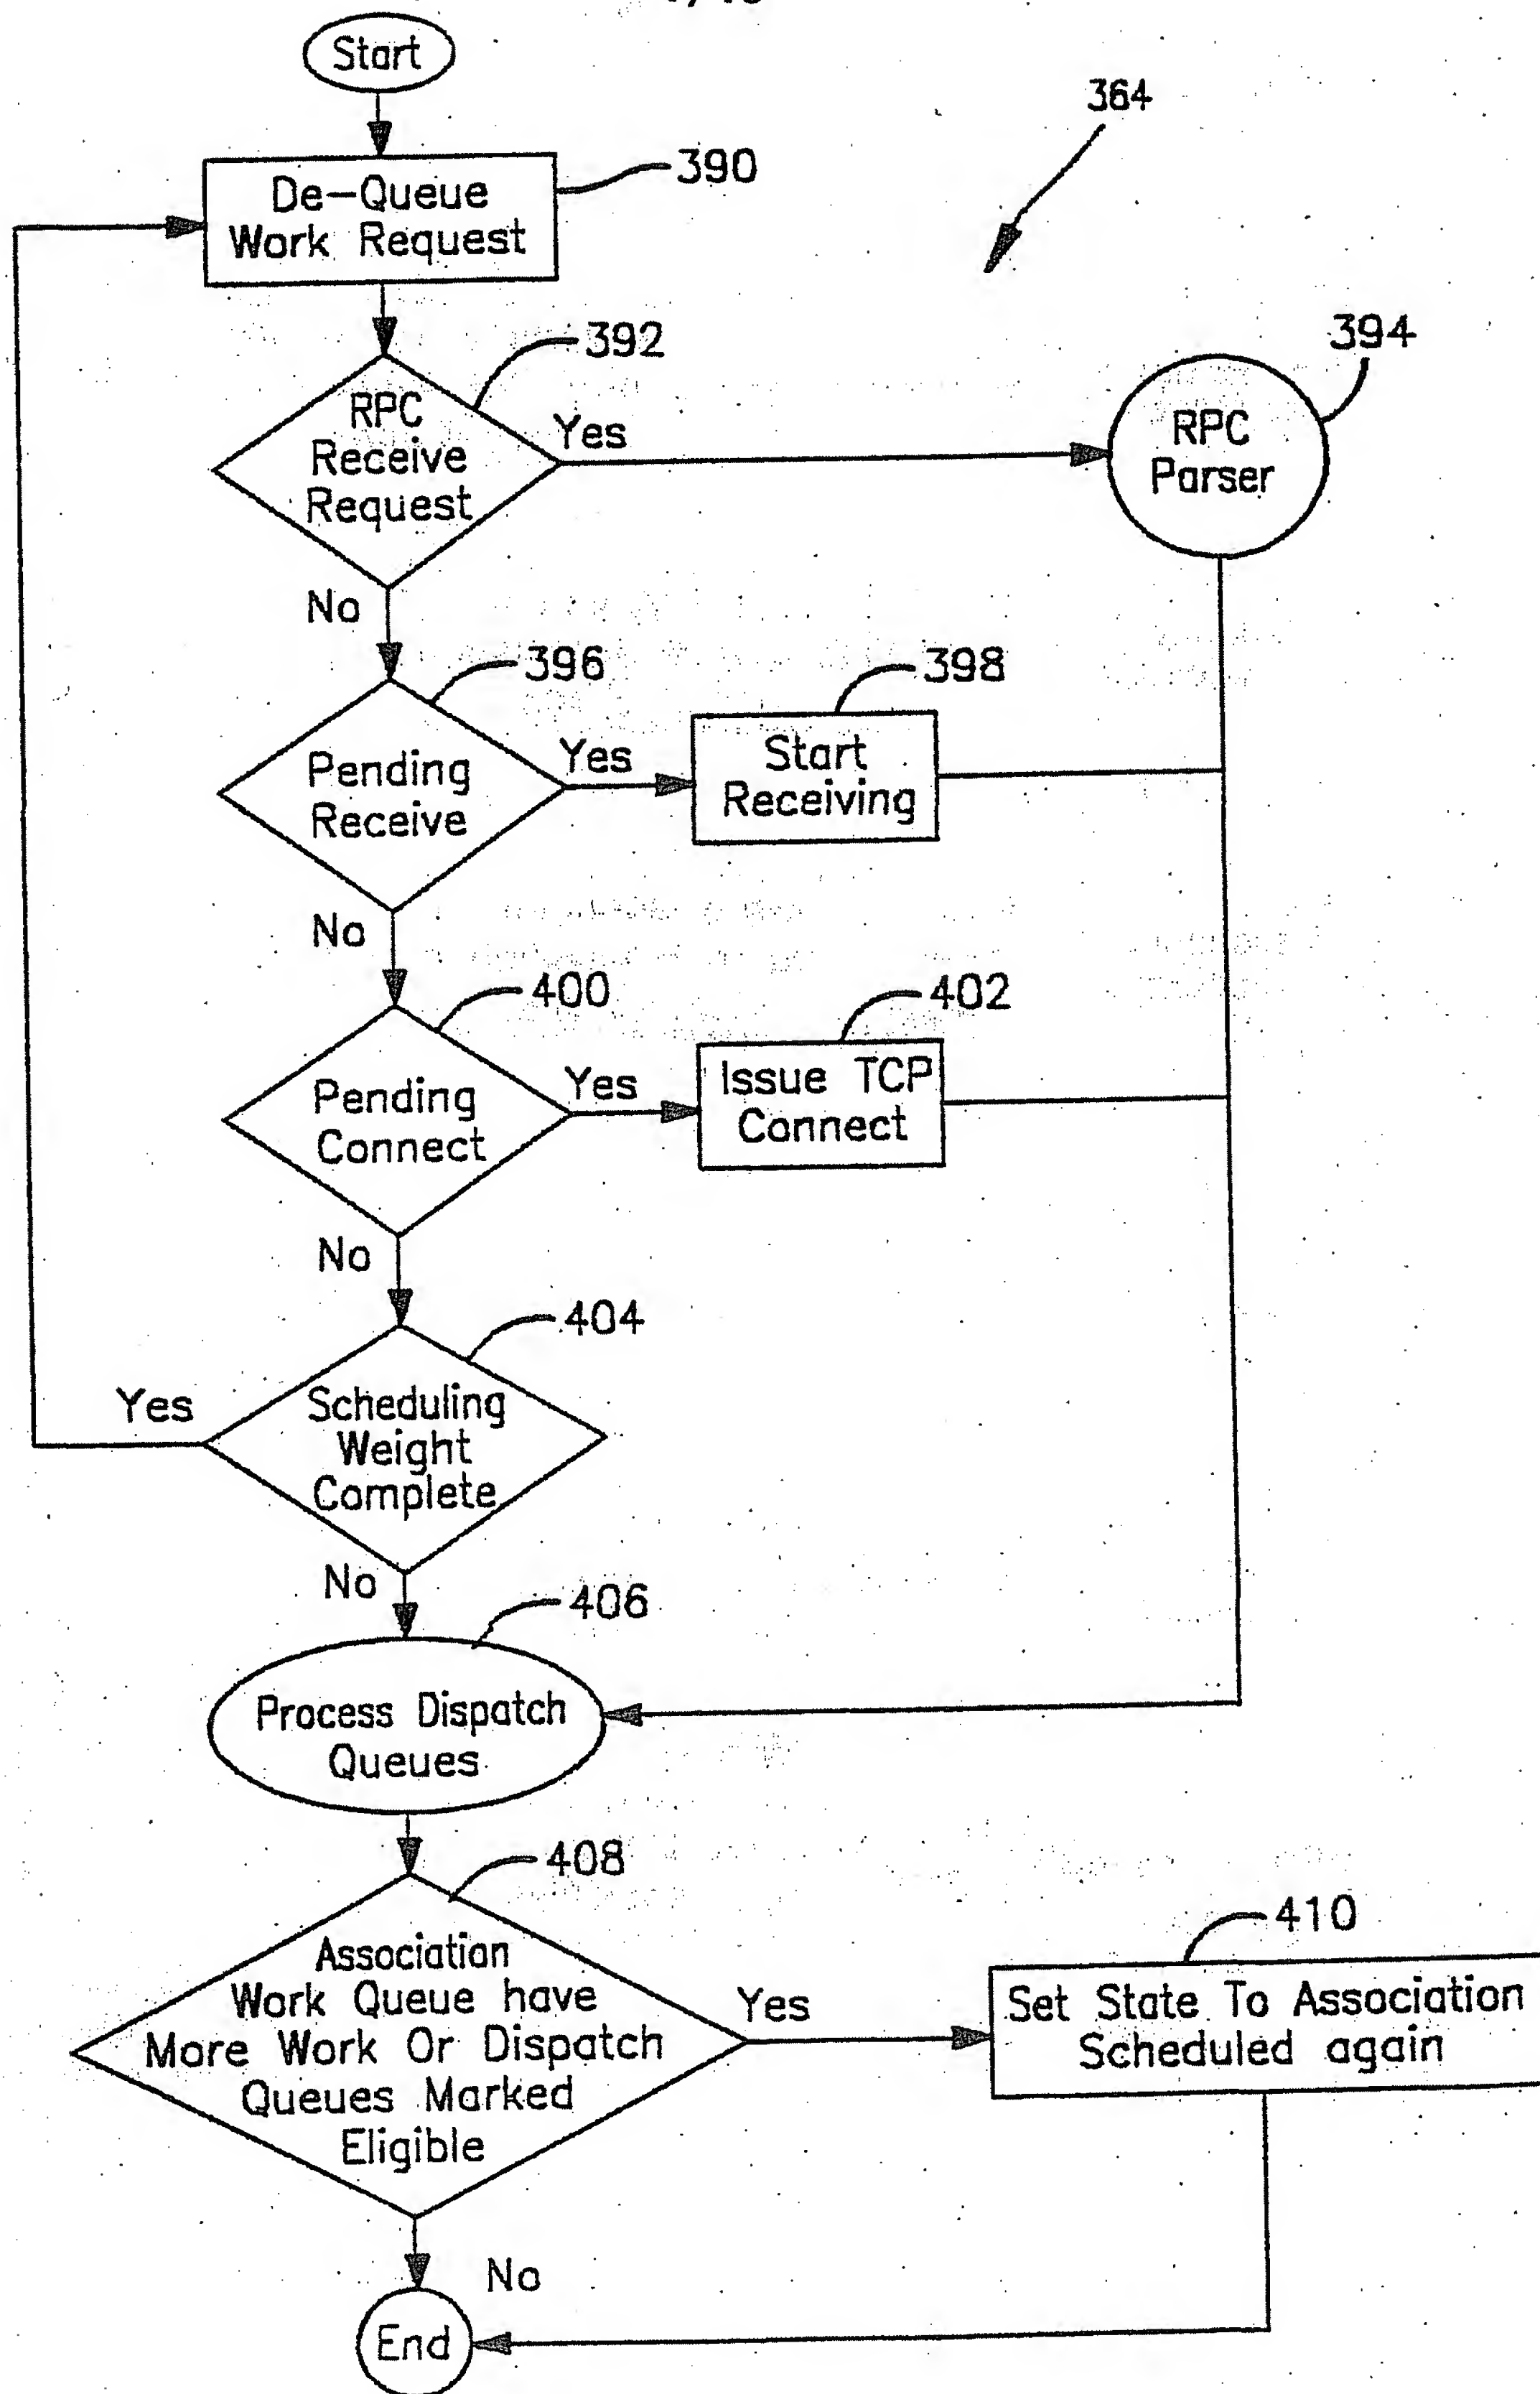 Start
364
De-Queue
Work Request
390
392
RPC
Receive
Request
Yes
394
RPC
Parser
No
396
Pending
Receive
Yes
398
Start
Receiving
No
400
Pending
Connect
Yes
402
Issue TCP
Connect
No
404
Scheduling
Weight
Complete
Yes
No
406
Process Dispatch
Queues
408
Association
Work Queue have
More Work Or Dispatch
Queues Marked
Eligible
Yes
410
Set State To Association
Scheduled again
No
End